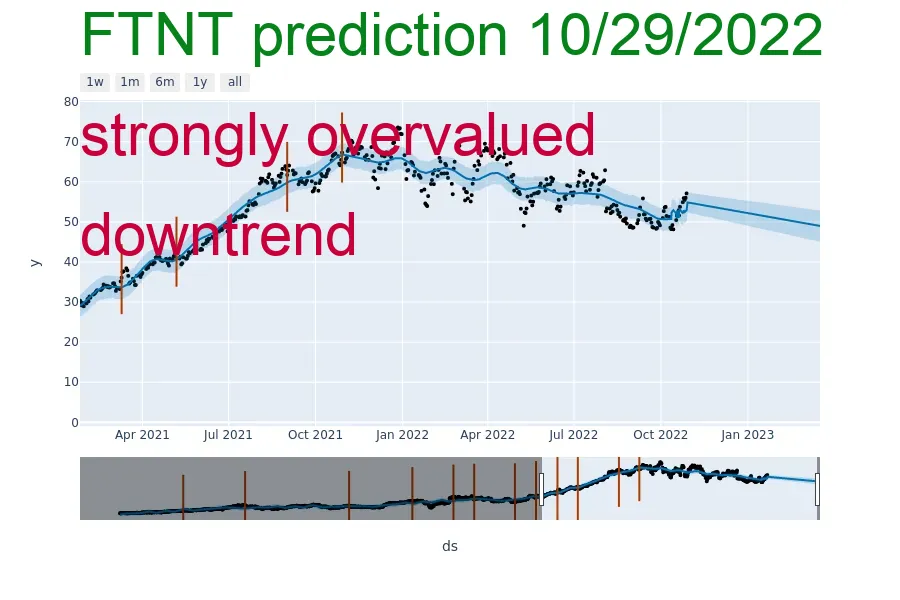 FTNT prediction 10/29/2022
1w 1m 6m 1y all
80
strongly overvalued
70
60
50
downtrend
40
y
30
20
10
0
Apr 2021 Jul 2021 Oct 2021 Jan 2022 Apr 2022 Jul 2022 Oct 2022 Jan 2023
ds